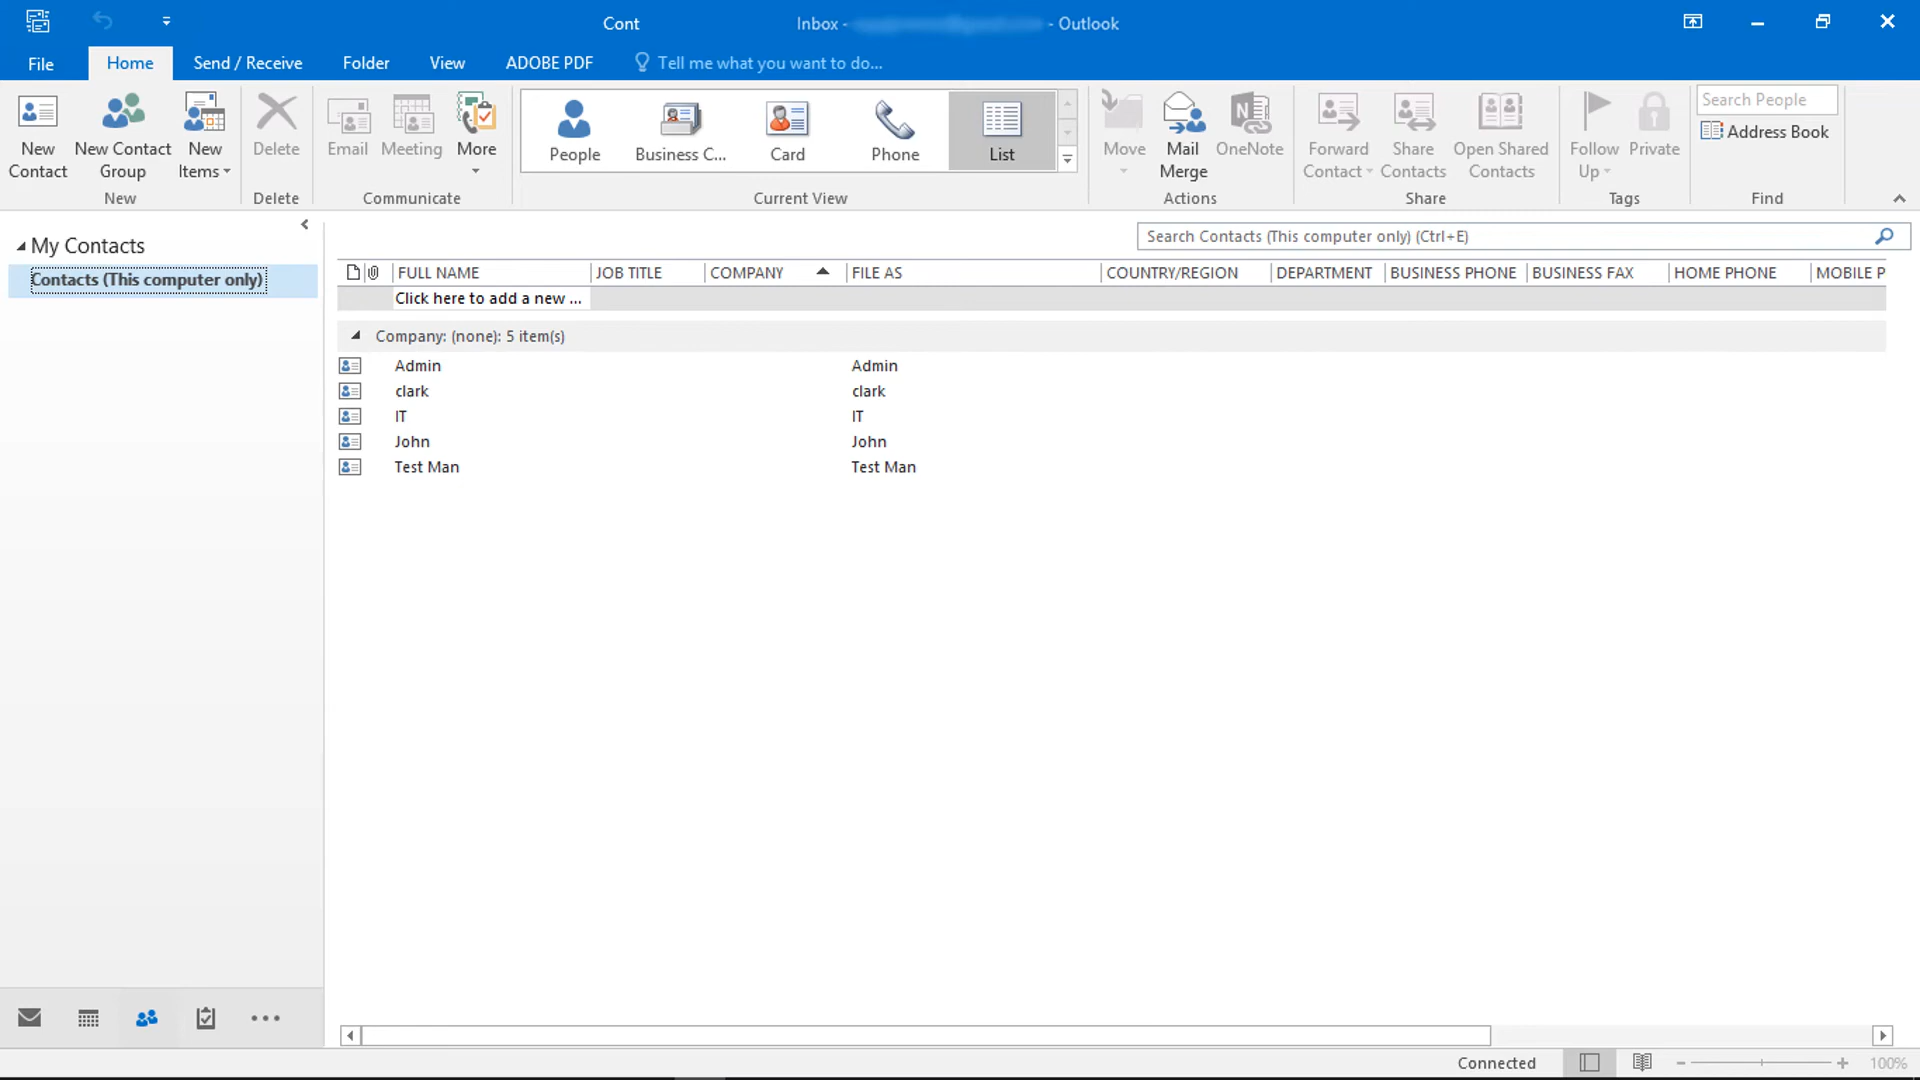 Cont
Inbox - - Outlook
File
Home
Send / Receive
Folder
View
ADOBE PDF
Tell me what you want to do...
New
Contact
New Contact
Group
New
Items
New
Delete
Delete
Email
Meeting
More
Communicate
People
Business C...
Card
Phone
List
Current View
Move
Mail
Merge
OneNote
Actions
Forward
Contact
Share
Contacts
Open Shared
Contacts
Share
Follow
Up
Private
Tags
Search People
Address Book
Find
My Contacts
Contacts (This computer only)
Search Contacts (This computer only) (Ctrl+E)
FULL NAME JOB TITLE COMPANY FILE AS COUNTRY/REGION DEPARTMENT BUSINESS PHONE BUSINESS FAX HOME PHONE MOBILE P
Click here to add a new ...
Company: (none): 5 item(s)
Admin Admin
clark clark
IT IT
John John
Test Man Test Man
Connected
100%